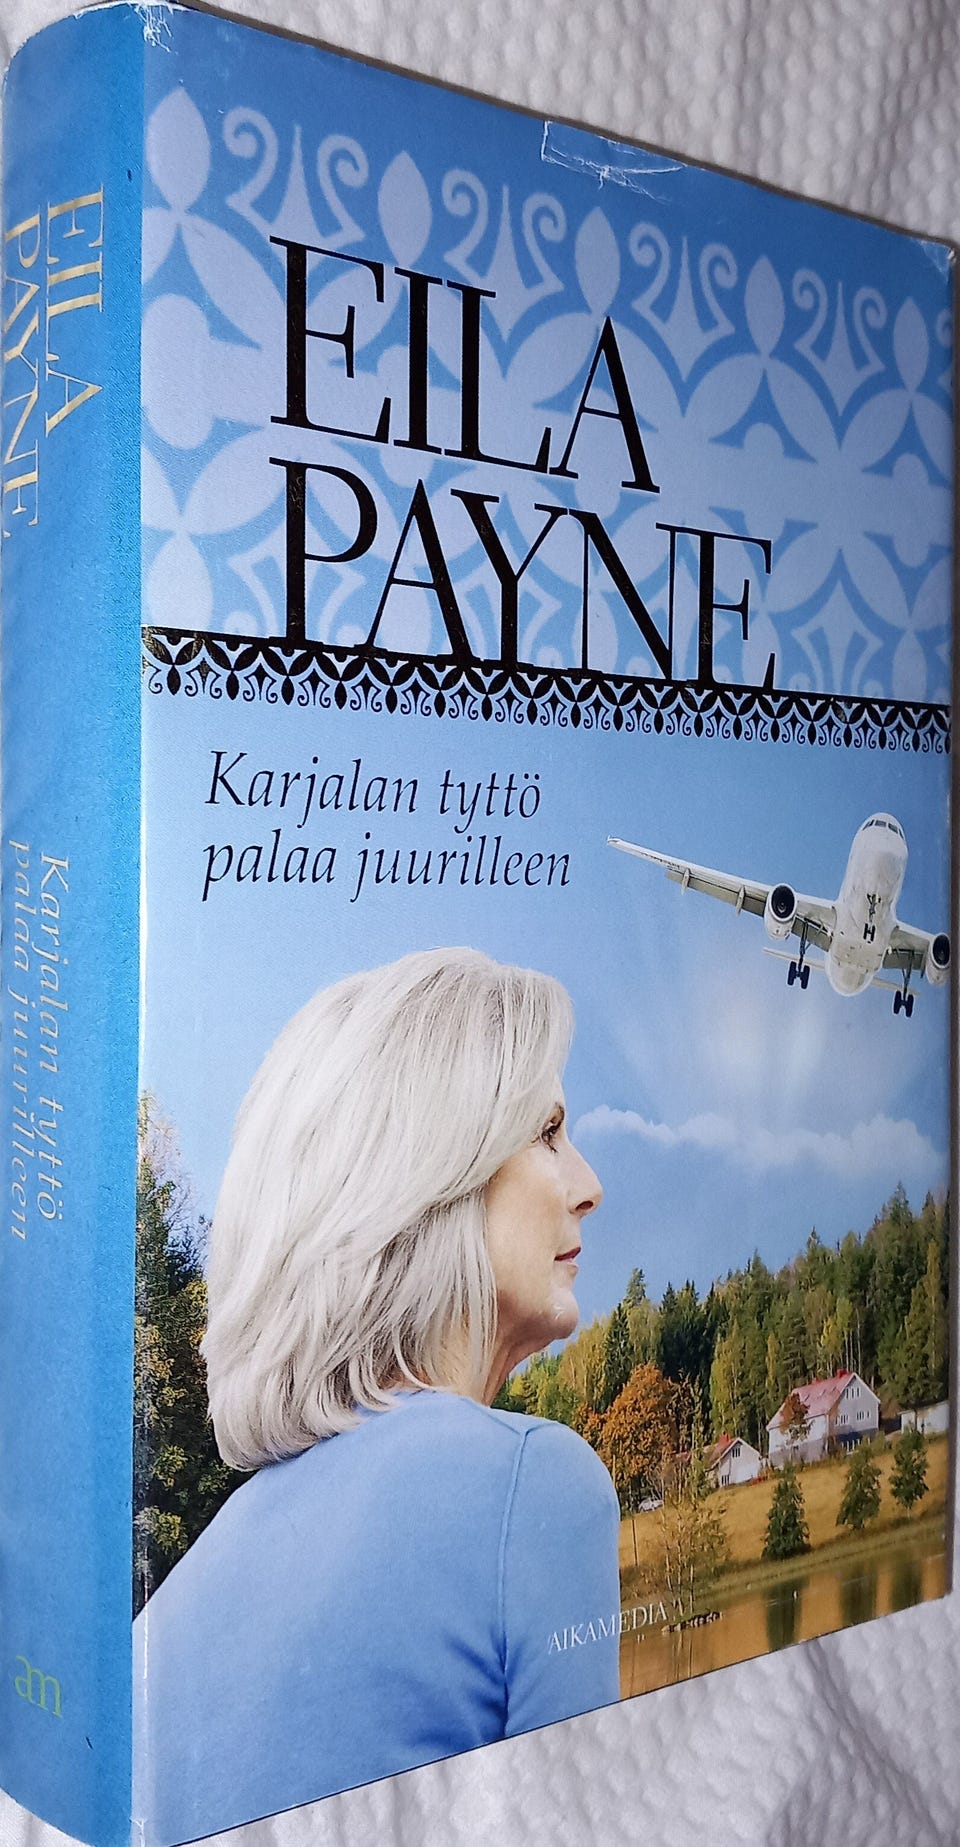 EILA
PAYNE
Karjalan tyttö
palaa juurilleen
AIKAMEDIA
EILA
PAYNE
Karjalan tyttö
palaa juurilleen
am